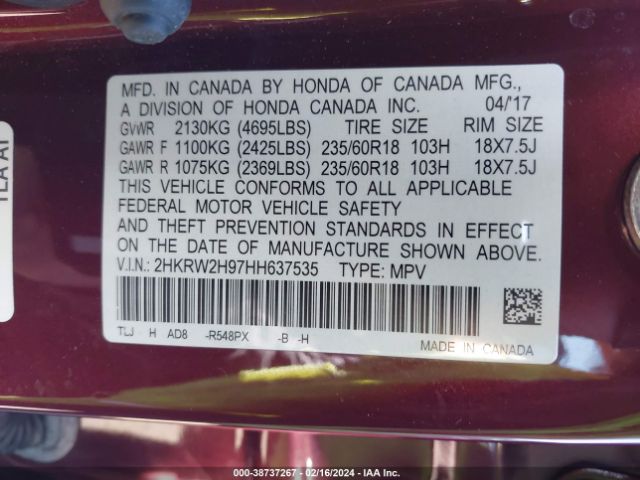 MFD. IN CANADA BY HONDA OF CANADA MFG.,
A DIVISION OF HONDA CANADA INC. 04/'17
GVWR 2130KG (4695LBS) TIRE SIZE RIM SIZE
GAWR F 1100KG (2425LBS) 235/60R18 103H 18X7.5J
GAWR R 1075KG (2369LBS) 235/60R18 103H 18X7.5J
THIS VEHICLE CONFORMS TO ALL APPLICABLE
FEDERAL MOTOR VEHICLE SAFETY
AND THEFT PREVENTION STANDARDS IN EFFECT
ON THE DATE OF MANUFACTURE SHOWN ABOVE.
V.I.N.: 2HKRW2H97HH637535 TYPE: MPV
TLJ H AD8 -R548PX -B -H
MADE IN CANADA
000-38737267 - 02/16/2024 - IAA Inc.